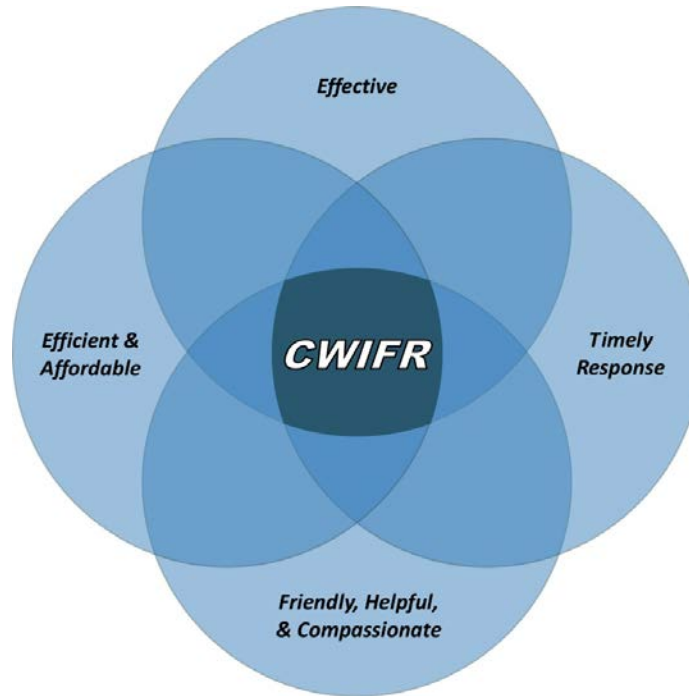 Effective
Efficient &
Affordable
CWIFR
Timely
Response
Friendly, Helpful,
& Compassionate